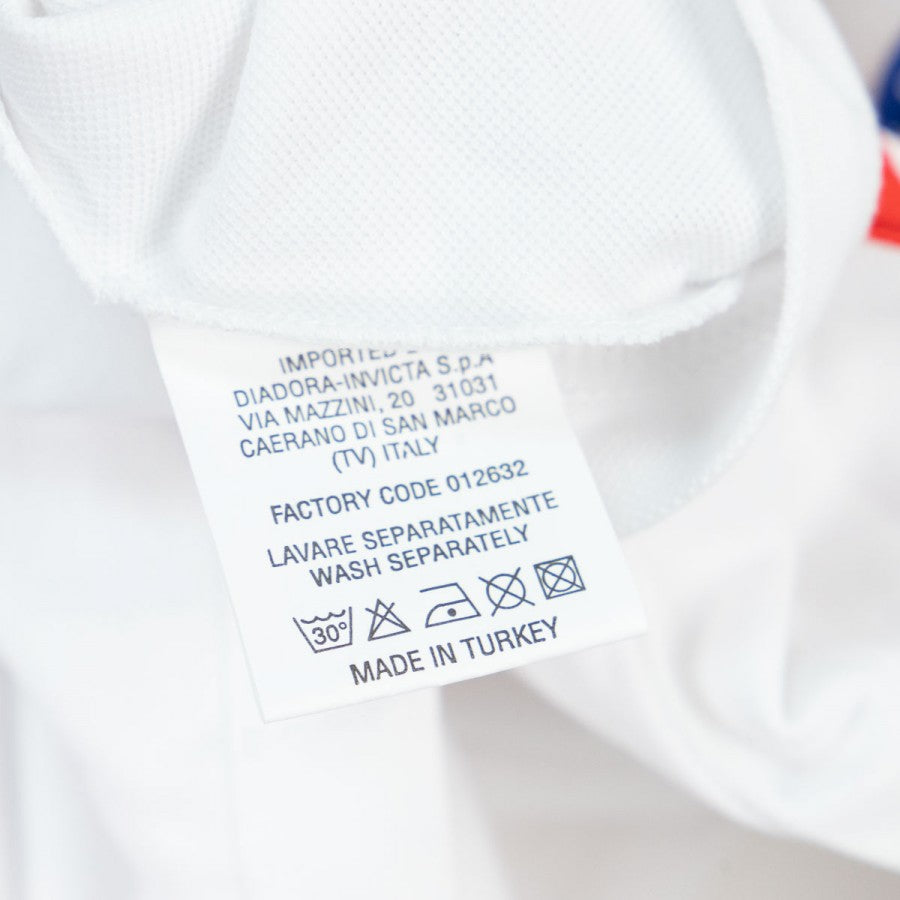 IMPORTED
DIADORA-INVICTA S.p.A
VIA MAZZINI, 20 31031
CAERANO DI SAN MARCO
(TV) ITALY
FACTORY CODE 012632
LAVARE SEPARATAMENTE
WASH SEPARATELY
30°
MADE IN TURKEY